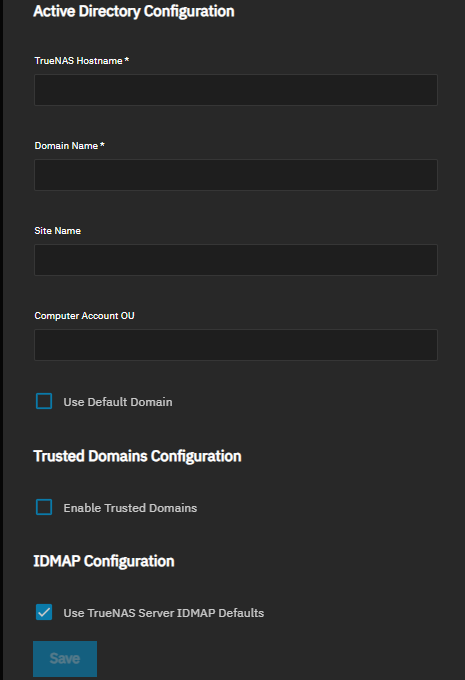 Active Directory Configuration
TrueNAS Hostname *
Domain Name *
Site Name
Computer Account OU
Use Default Domain
Trusted Domains Configuration
Enable Trusted Domains
IDMAP Configuration
Use TrueNAS Server IDMAP Defaults
Save